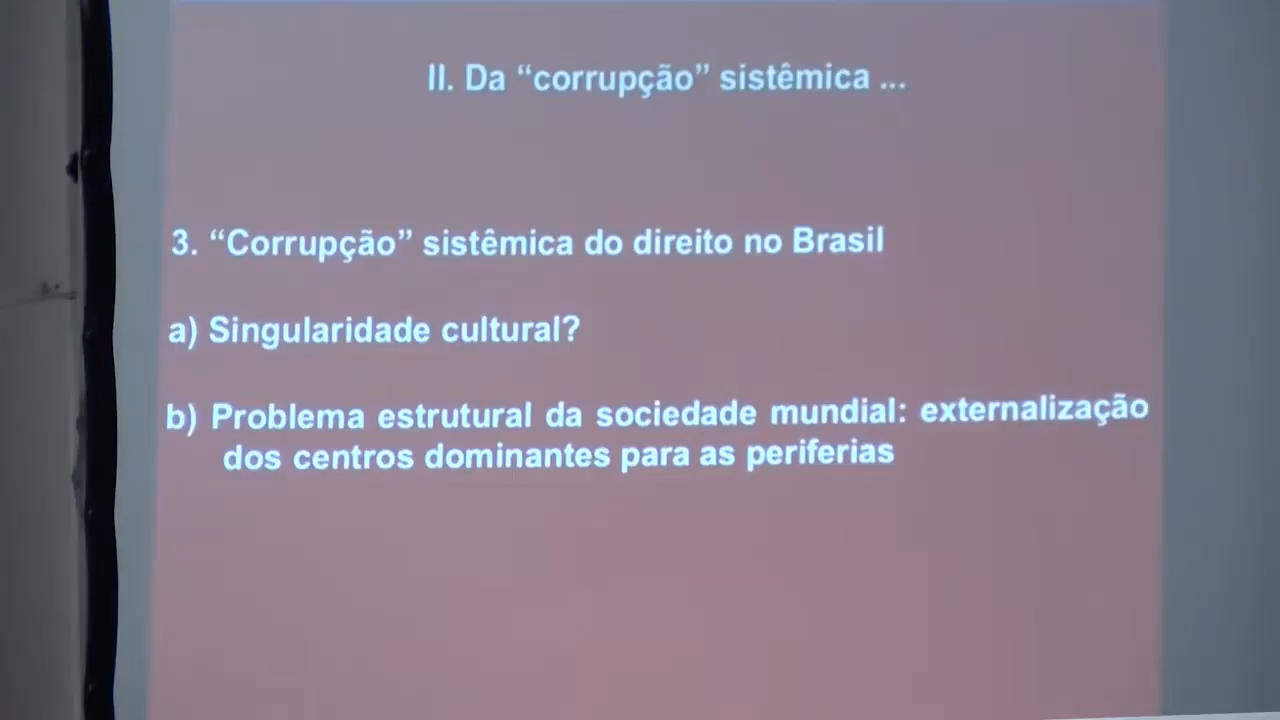 II. Da “corrupção” sistêmica ...
3. “Corrupção” sistêmica do direito no Brasil
a) Singularidade cultural?
b) Problema estrutural da sociedade mundial: externalização
dos centros dominantes para as periferias